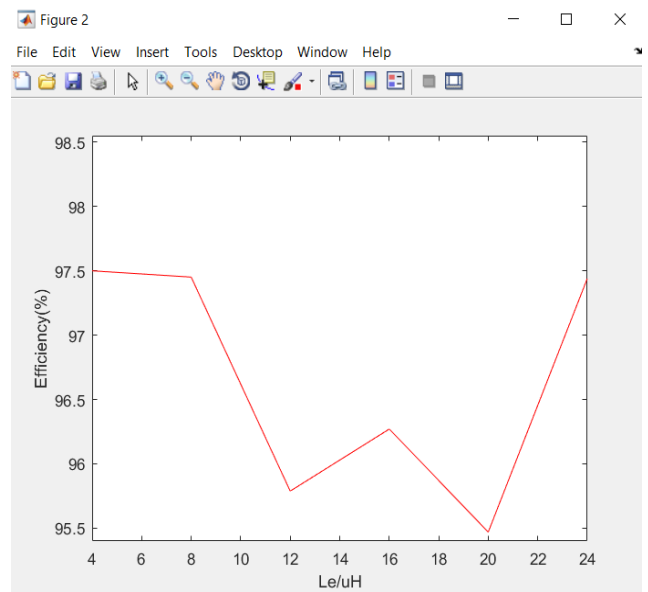 Figure 2
File Edit View Insert Tools Desktop Window Help
98.5
98
97.5
97
96.5
96
95.5
Efficiency(%)
4 6 8 10 12 14 16 18 20 22 24
Le/uH